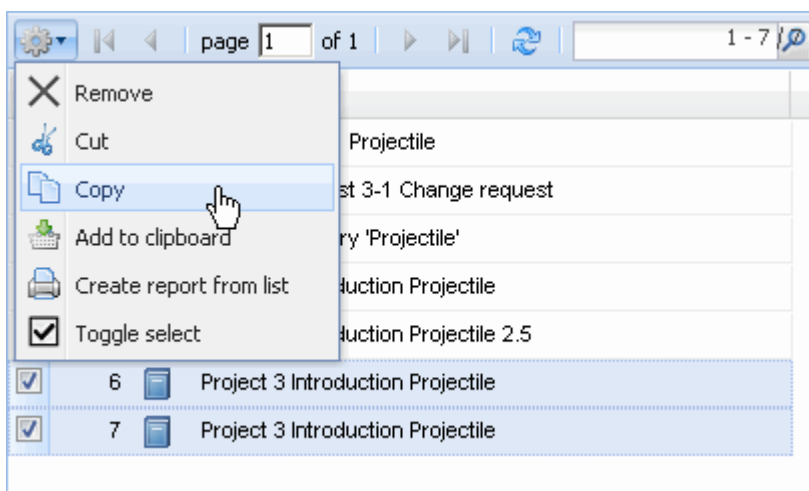 page 1 of 1 1 - 7 /
Remove
Cut Projectile
Copy st 3-1 Change request
Add to clipboard ry 'Projectile'
Create report from list duction Projectile
Toggle select duction Projectile 2.5
6 Project 3 Introduction Projectile
7 Project 3 Introduction Projectile